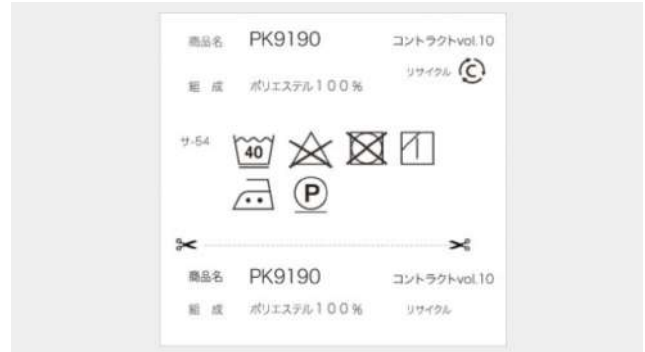 商品名 PK9190 コントラクトvol.10
組成 ポリエステル100% リサイクル C
サ-54 40
P
商品名 PK9190 コントラクトvol.10
組成 ポリエステル100% リサイクル